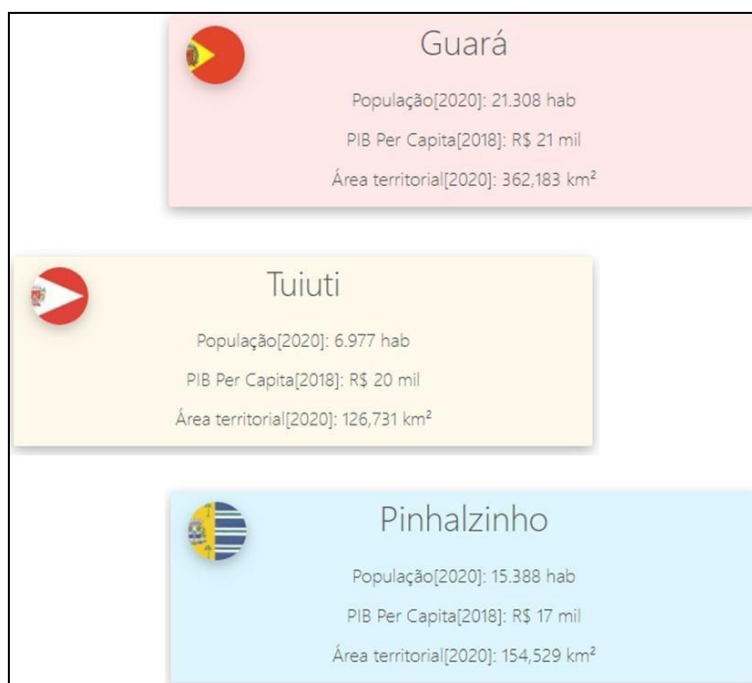 Guará
População[2020]: 21.308 hab
PIB Per Capita[2018]: R$ 21 mil
Área territorial[2020]: 362,183 km²
Tuiuti
População[2020]: 6.977 hab
PIB Per Capita[2018]: R$ 20 mil
Área territorial[2020]: 126,731 km²
Pinhalzinho
População[2020]: 15.388 hab
PIB Per Capita[2018]: R$ 17 mil
Área territorial[2020]: 154,529 km²